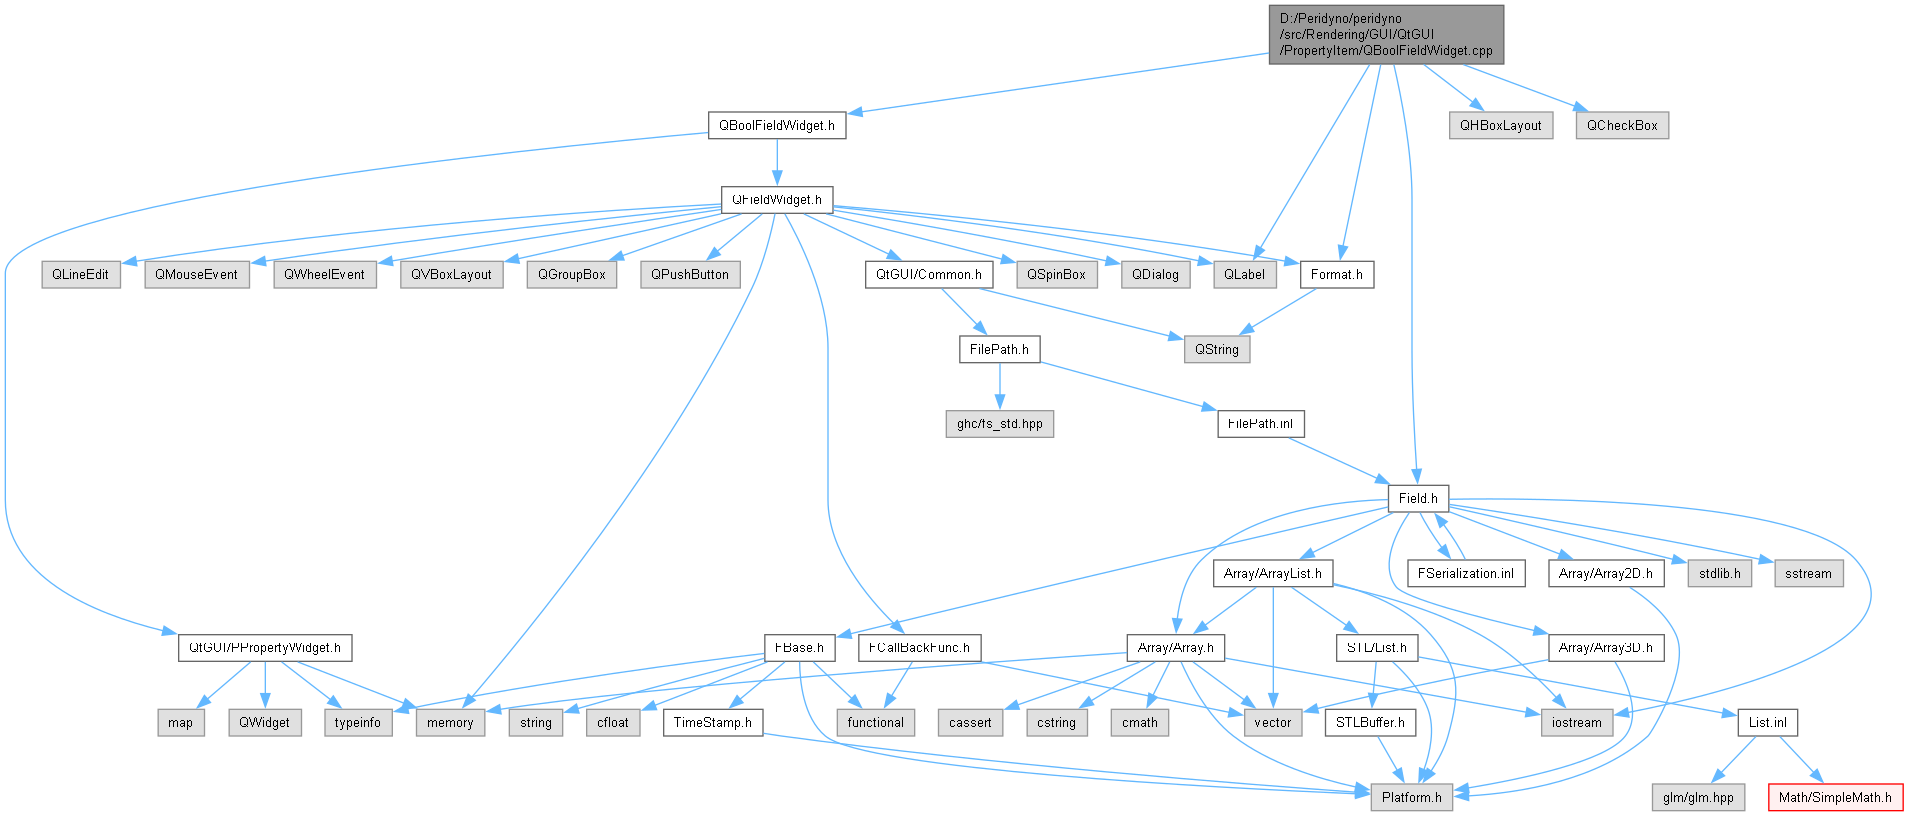 D:/Peridyno/peridyno
/src/Rendering/GUI/QtGUI
/PropertyItem/QBoolFieldWidget.cpp
QBoolFieldWidget.h
QHBoxLayout
QCheckBox
QFieldWidget.h
QLineEdit
QMouseEvent
QWheelEvent
QVBoxLayout
QGroupBox
QPushButton
QtGUI/Common.h
QSpinBox
QDialog
QLabel
Format.h
FilePath.h
QString
ghc/fs_std.hpp
FilePath.inl
Field.h
Array/ArrayList.h
FSerialization.inl
Array/Array2D.h
stdlib.h
sstream
QtGUI/PPropertyWidget.h
FBase.h
FCallBackFunc.h
Array/Array.h
STL/List.h
Array/Array3D.h
map
QWidget
typeinfo
memory
string
cfloat
TimeStamp.h
functional
cassert
cstring
cmath
vector
STLBuffer.h
iostream
List.inl
Platform.h
glm/glm.hpp
Math/SimpleMath.h